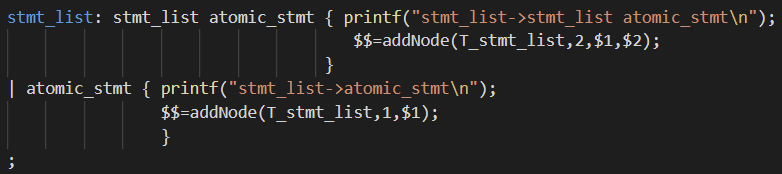 stmt_list: stmt_list atomic_stmt { printf("stmt_list->stmt_list atomic_stmt\n");
$$=addNode(T_stmt_list,2,$1,$2);
}
| atomic_stmt { printf("stmt_list->atomic_stmt\n");
$$=addNode(T_stmt_list,1,$1);
}
;